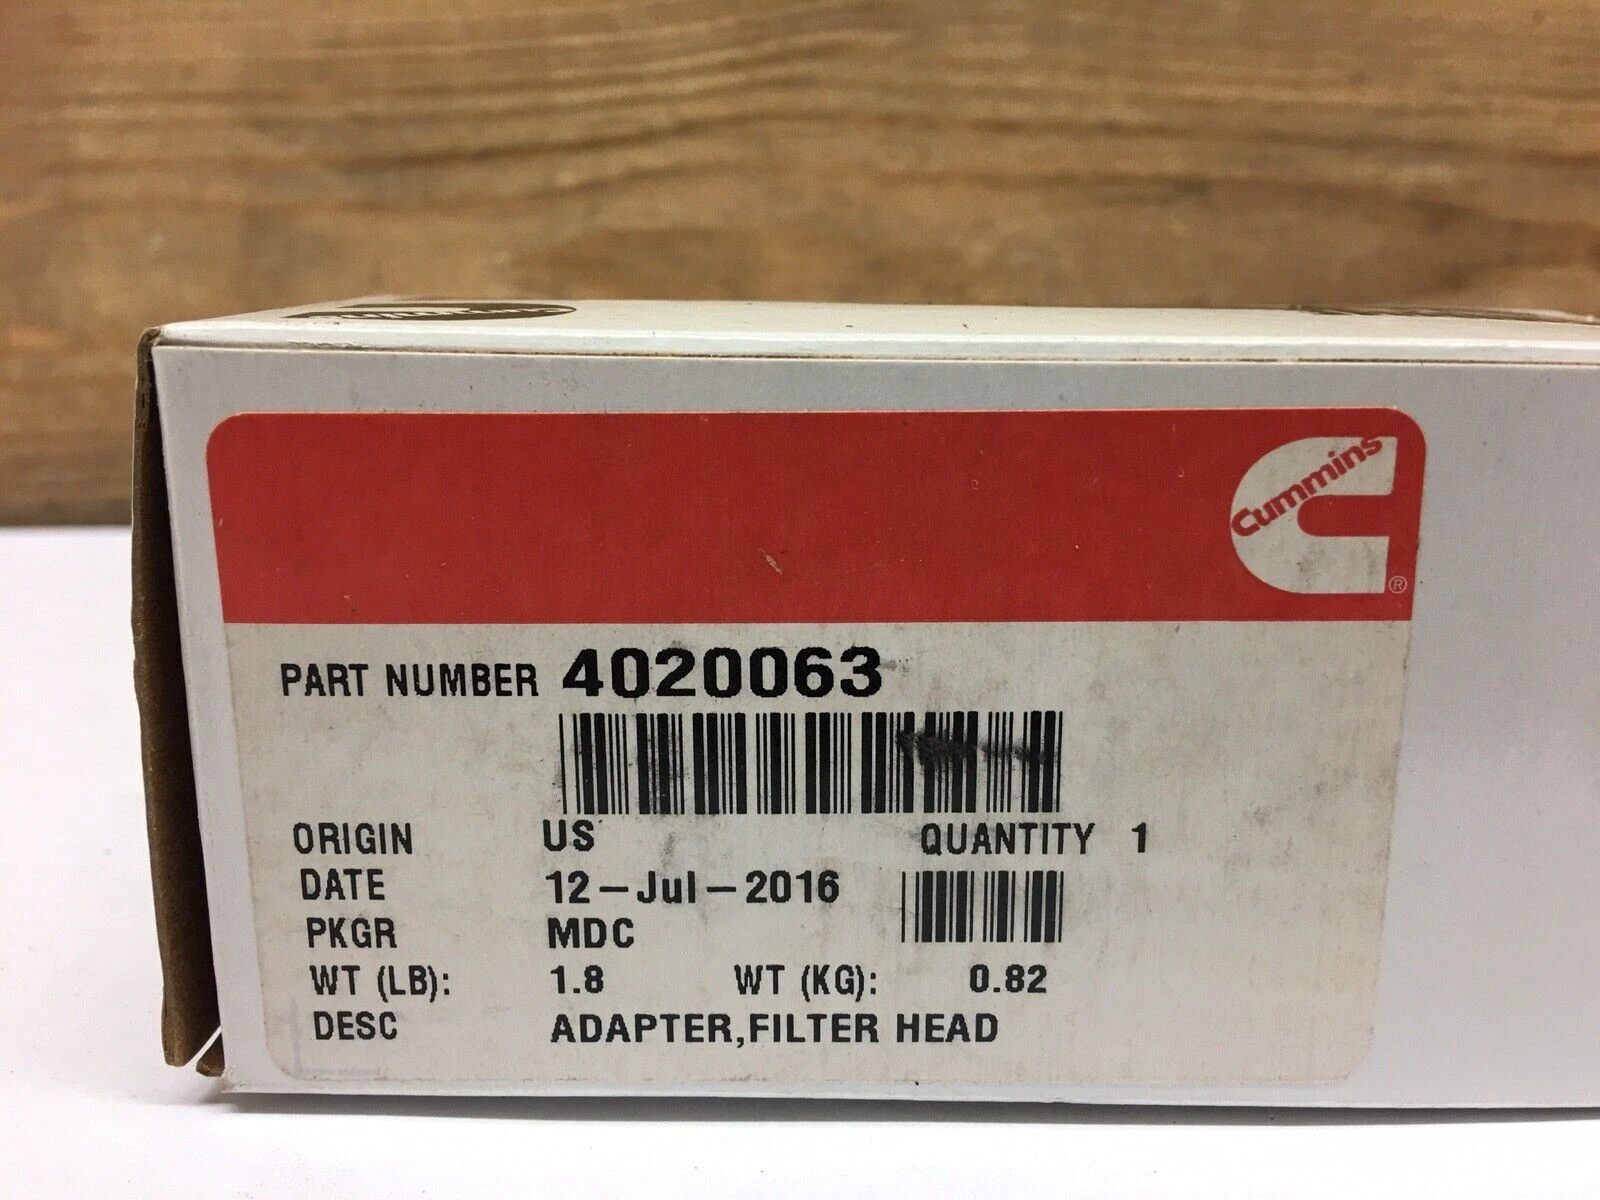 Cummins
®
PART NUMBER 4020063
ORIGIN US QUANTITY 1
DATE 12-Jul-2016
PKGR MDC
WT (LB): 1.8 WT (KG): 0.82
DESC ADAPTER,FILTER HEAD